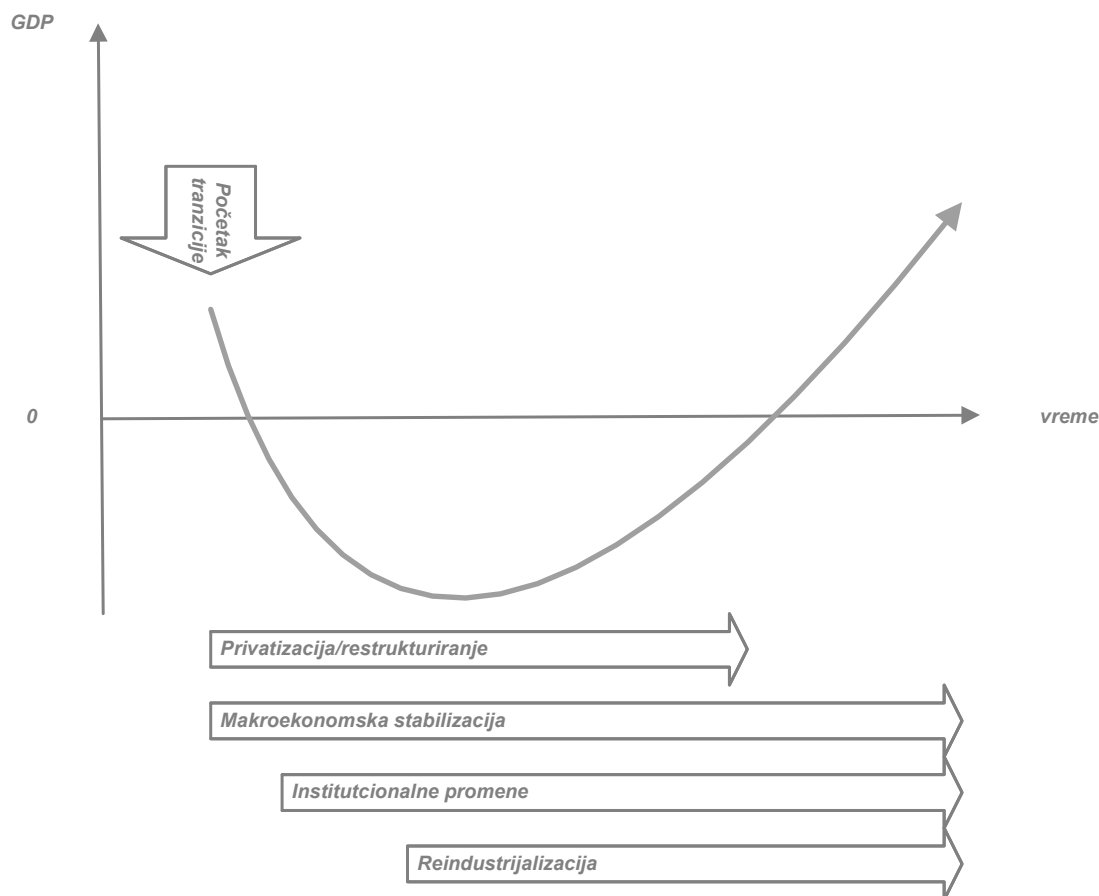 GDP
Početak
tranzicije
0
vreme
Privatizacija/restrukturiranje
Makroekonomska stabilizacija
Institutcionalne promene
Reindustrijalizacija